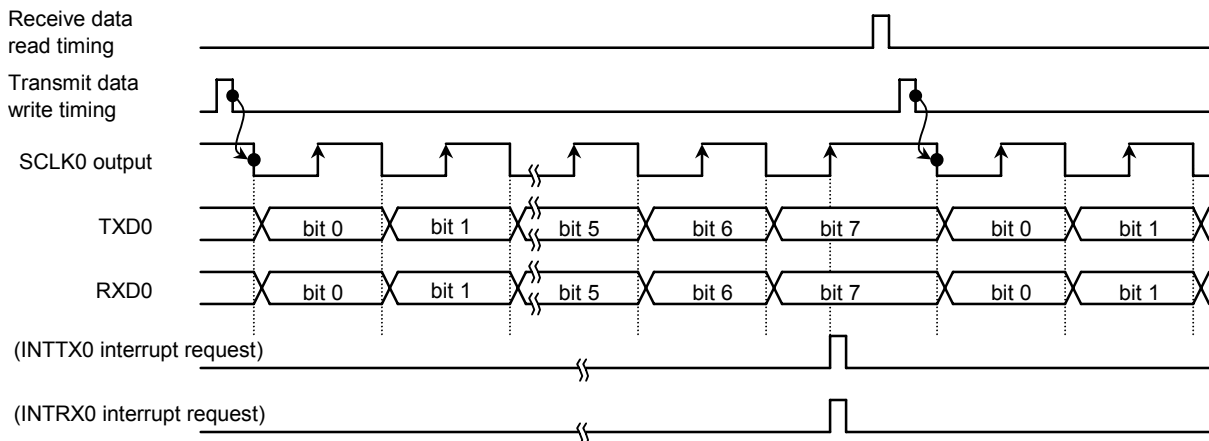 Receive data
read timing
Transmit data
write timing
SCLK0 output
TXD0
bit 0
bit 1
bit 5
bit 6
bit 7
bit 0
bit 1
RXD0
bit 0
bit 1
bit 5
bit 6
bit 7
bit 0
bit 1
(INTTX0 interrupt request)
(INTRX0 interrupt request)